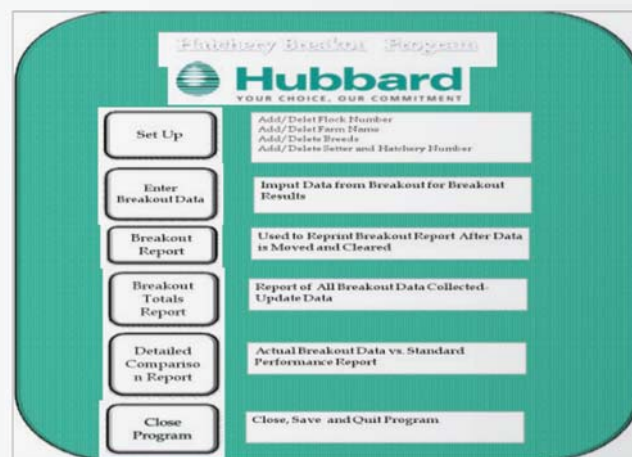 Hatchery Breakou Program
Hubbard
YOUR CHOICE, OUR COMMITMENT
Set Up
Add/Delet Flock Number
Add/Delet Farm Name
Add/Delete Breeds
Add/Delete Setter and Hatchery Number
Enter
Breakout Data
Imput Data from Breakout for Breakout
Results
Breakout
Report
Used to Reprint Breakout Report After Data
is Moved and Cleared
Breakout
Totals
Report
Report of All Breakout Data Collected-
Update Data
Detailed
Compariso
n Report
Actual Breakout Data vs. Standard
Performance Report
Close
Program
Close, Save and Quit Program